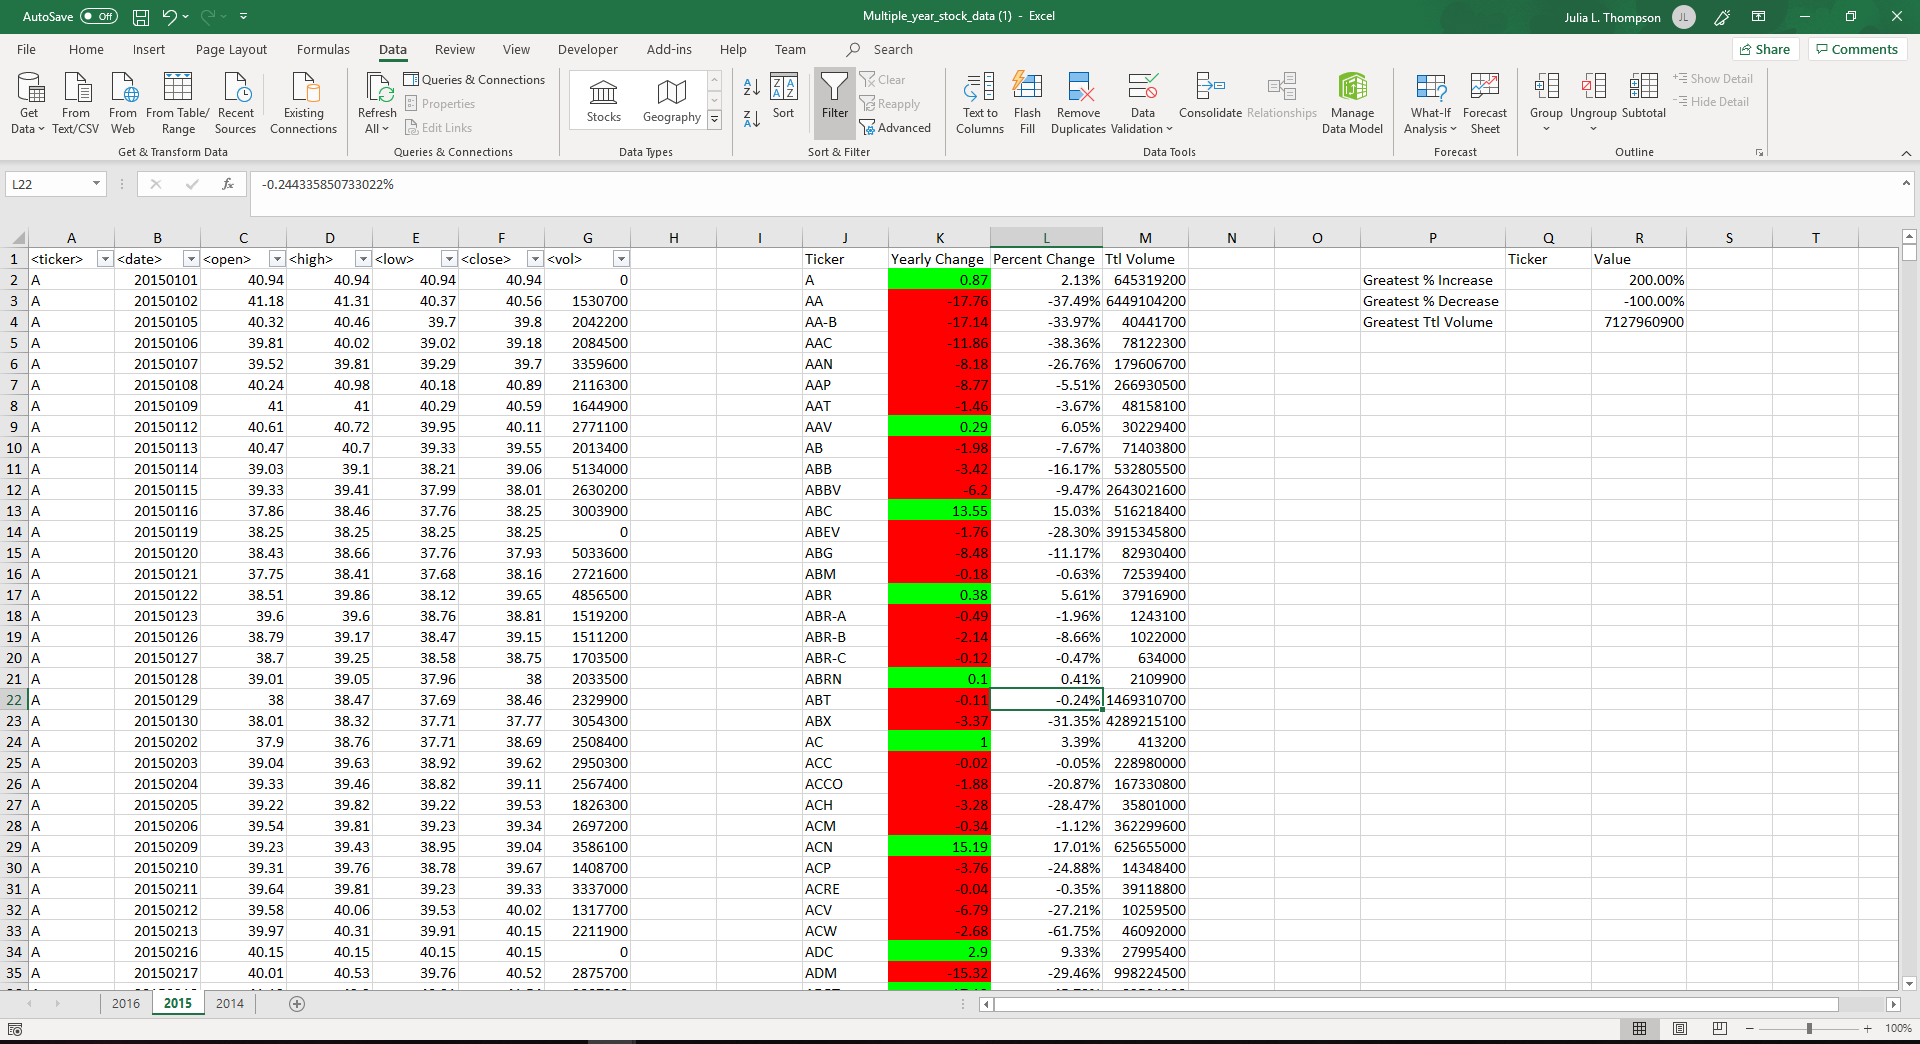 AutoSave Off Multiple_year_stock_data (1) - Excel Julia L. Thompson JL
File Home Insert Page Layout Formulas Data Review View Developer Add-ins Help Team Search Share Comments
Get Data From Text/CSV From Web From Table/ Range Recent Sources Existing Connections
Get & Transform Data
Refresh All Queries & Connections Properties Edit Links
Queries & Connections
Stocks Geography
Data Types
Sort Filter Clear Reapply Advanced
Sort & Filter
Text to Columns Flash Fill Remove Duplicates Data Validation Consolidate Relationships Manage Data Model
Data Tools
What-If Analysis Forecast Sheet
Forecast
Group Ungroup Subtotal Show Detail Hide Detail
Outline
L22 fx -0.244335850733022%
A B C D E F G H I J K L M N O P Q R S T
1 <ticker> <date> <open> <high> <low> <close> <vol> Ticker Yearly Change Percent Change Ttl Volume Ticker Value
2 A 20150101 40.94 40.94 40.94 40.94 0 A 0.87 2.13% 645319200 Greatest % Increase 200.00%
3 A 20150102 41.18 41.31 40.37 40.56 1530700 AA -17.76 -37.49% 6449104200 Greatest % Decrease -100.00%
4 A 20150105 40.32 40.46 39.7 39.8 2042200 AA-B -17.14 -33.97% 40441700 Greatest Ttl Volume 7127960900
5 A 20150106 39.81 40.02 39.02 39.18 2084500 AAC -11.86 -38.36% 78122300
6 A 20150107 39.52 39.81 39.29 39.7 3359600 AAN -8.18 -26.76% 179606700
7 A 20150108 40.24 40.98 40.18 40.89 2116300 AAP -8.77 -5.51% 266930500
8 A 20150109 41 41 40.29 40.59 1644900 AAT -1.46 -3.67% 48158100
9 A 20150112 40.61 40.72 39.95 40.11 2771100 AAV 0.29 6.05% 30229400
10 A 20150113 40.47 40.7 39.33 39.55 2013400 AB -1.98 -7.67% 71403800
11 A 20150114 39.03 39.1 38.21 39.06 5134000 ABB -3.42 -16.17% 532805500
12 A 20150115 39.33 39.41 37.99 38.01 2630200 ABBV -6.2 -9.47% 2643021600
13 A 20150116 37.86 38.46 37.76 38.25 3003900 ABC 13.55 15.03% 516218400
14 A 20150119 38.25 38.25 38.25 38.25 0 ABEV -1.76 -28.30% 3915345800
15 A 20150120 38.43 38.66 37.76 37.93 5033600 ABG -8.48 -11.17% 82930400
16 A 20150121 37.75 38.41 37.68 38.16 2721600 ABM -0.18 -0.63% 72539400
17 A 20150122 38.51 39.86 38.12 39.65 4856500 ABR 0.38 5.61% 37916900
18 A 20150123 39.6 39.6 38.76 38.81 1519200 ABR-A -0.49 -1.96% 1243100
19 A 20150126 38.79 39.17 38.47 39.15 1511200 ABR-B -2.14 -8.66% 1022000
20 A 20150127 38.7 39.25 38.58 38.75 1703500 ABR-C -0.12 -0.47% 634000
21 A 20150128 39.01 39.05 37.96 38 2033500 ABRN 0.1 0.41% 2109900
22 A 20150129 38 38.47 37.69 38.46 2329900 ABT -0.11 -0.24% 1469310700
23 A 20150130 38.01 38.32 37.71 37.77 3054300 ABX -3.37 -31.35% 4289215100
24 A 20150202 37.9 38.76 37.71 38.69 2508400 AC 1 3.39% 413200
25 A 20150203 39.04 39.63 38.92 39.62 2950300 ACC -0.02 -0.05% 228980000
26 A 20150204 39.33 39.46 38.82 39.11 2567400 ACCO -1.88 -20.87% 167330800
27 A 20150205 39.22 39.82 39.22 39.53 1826300 ACH -3.28 -28.47% 35801000
28 A 20150206 39.54 39.81 39.23 39.34 2697200 ACM -0.34 -1.12% 362299600
29 A 20150209 39.23 39.43 38.95 39.04 3586100 ACN 15.19 17.01% 625655000
30 A 20150210 39.31 39.76 38.78 39.67 1408700 ACP -3.76 -24.88% 14348400
31 A 20150211 39.64 39.81 39.23 39.33 3337000 ACRE -0.04 -0.35% 39118800
32 A 20150212 39.58 40.06 39.53 40.02 1317700 ACV -6.79 -27.21% 10259500
33 A 20150213 39.97 40.31 39.91 40.15 2211900 ACW -2.68 -61.75% 46092000
34 A 20150216 40.15 40.15 40.15 40.15 0 ADC 2.9 9.33% 27995400
35 A 20150217 40.01 40.53 39.76 40.52 2875700 ADM -15.32 -29.46% 998224500
2016 2015 2014
100%